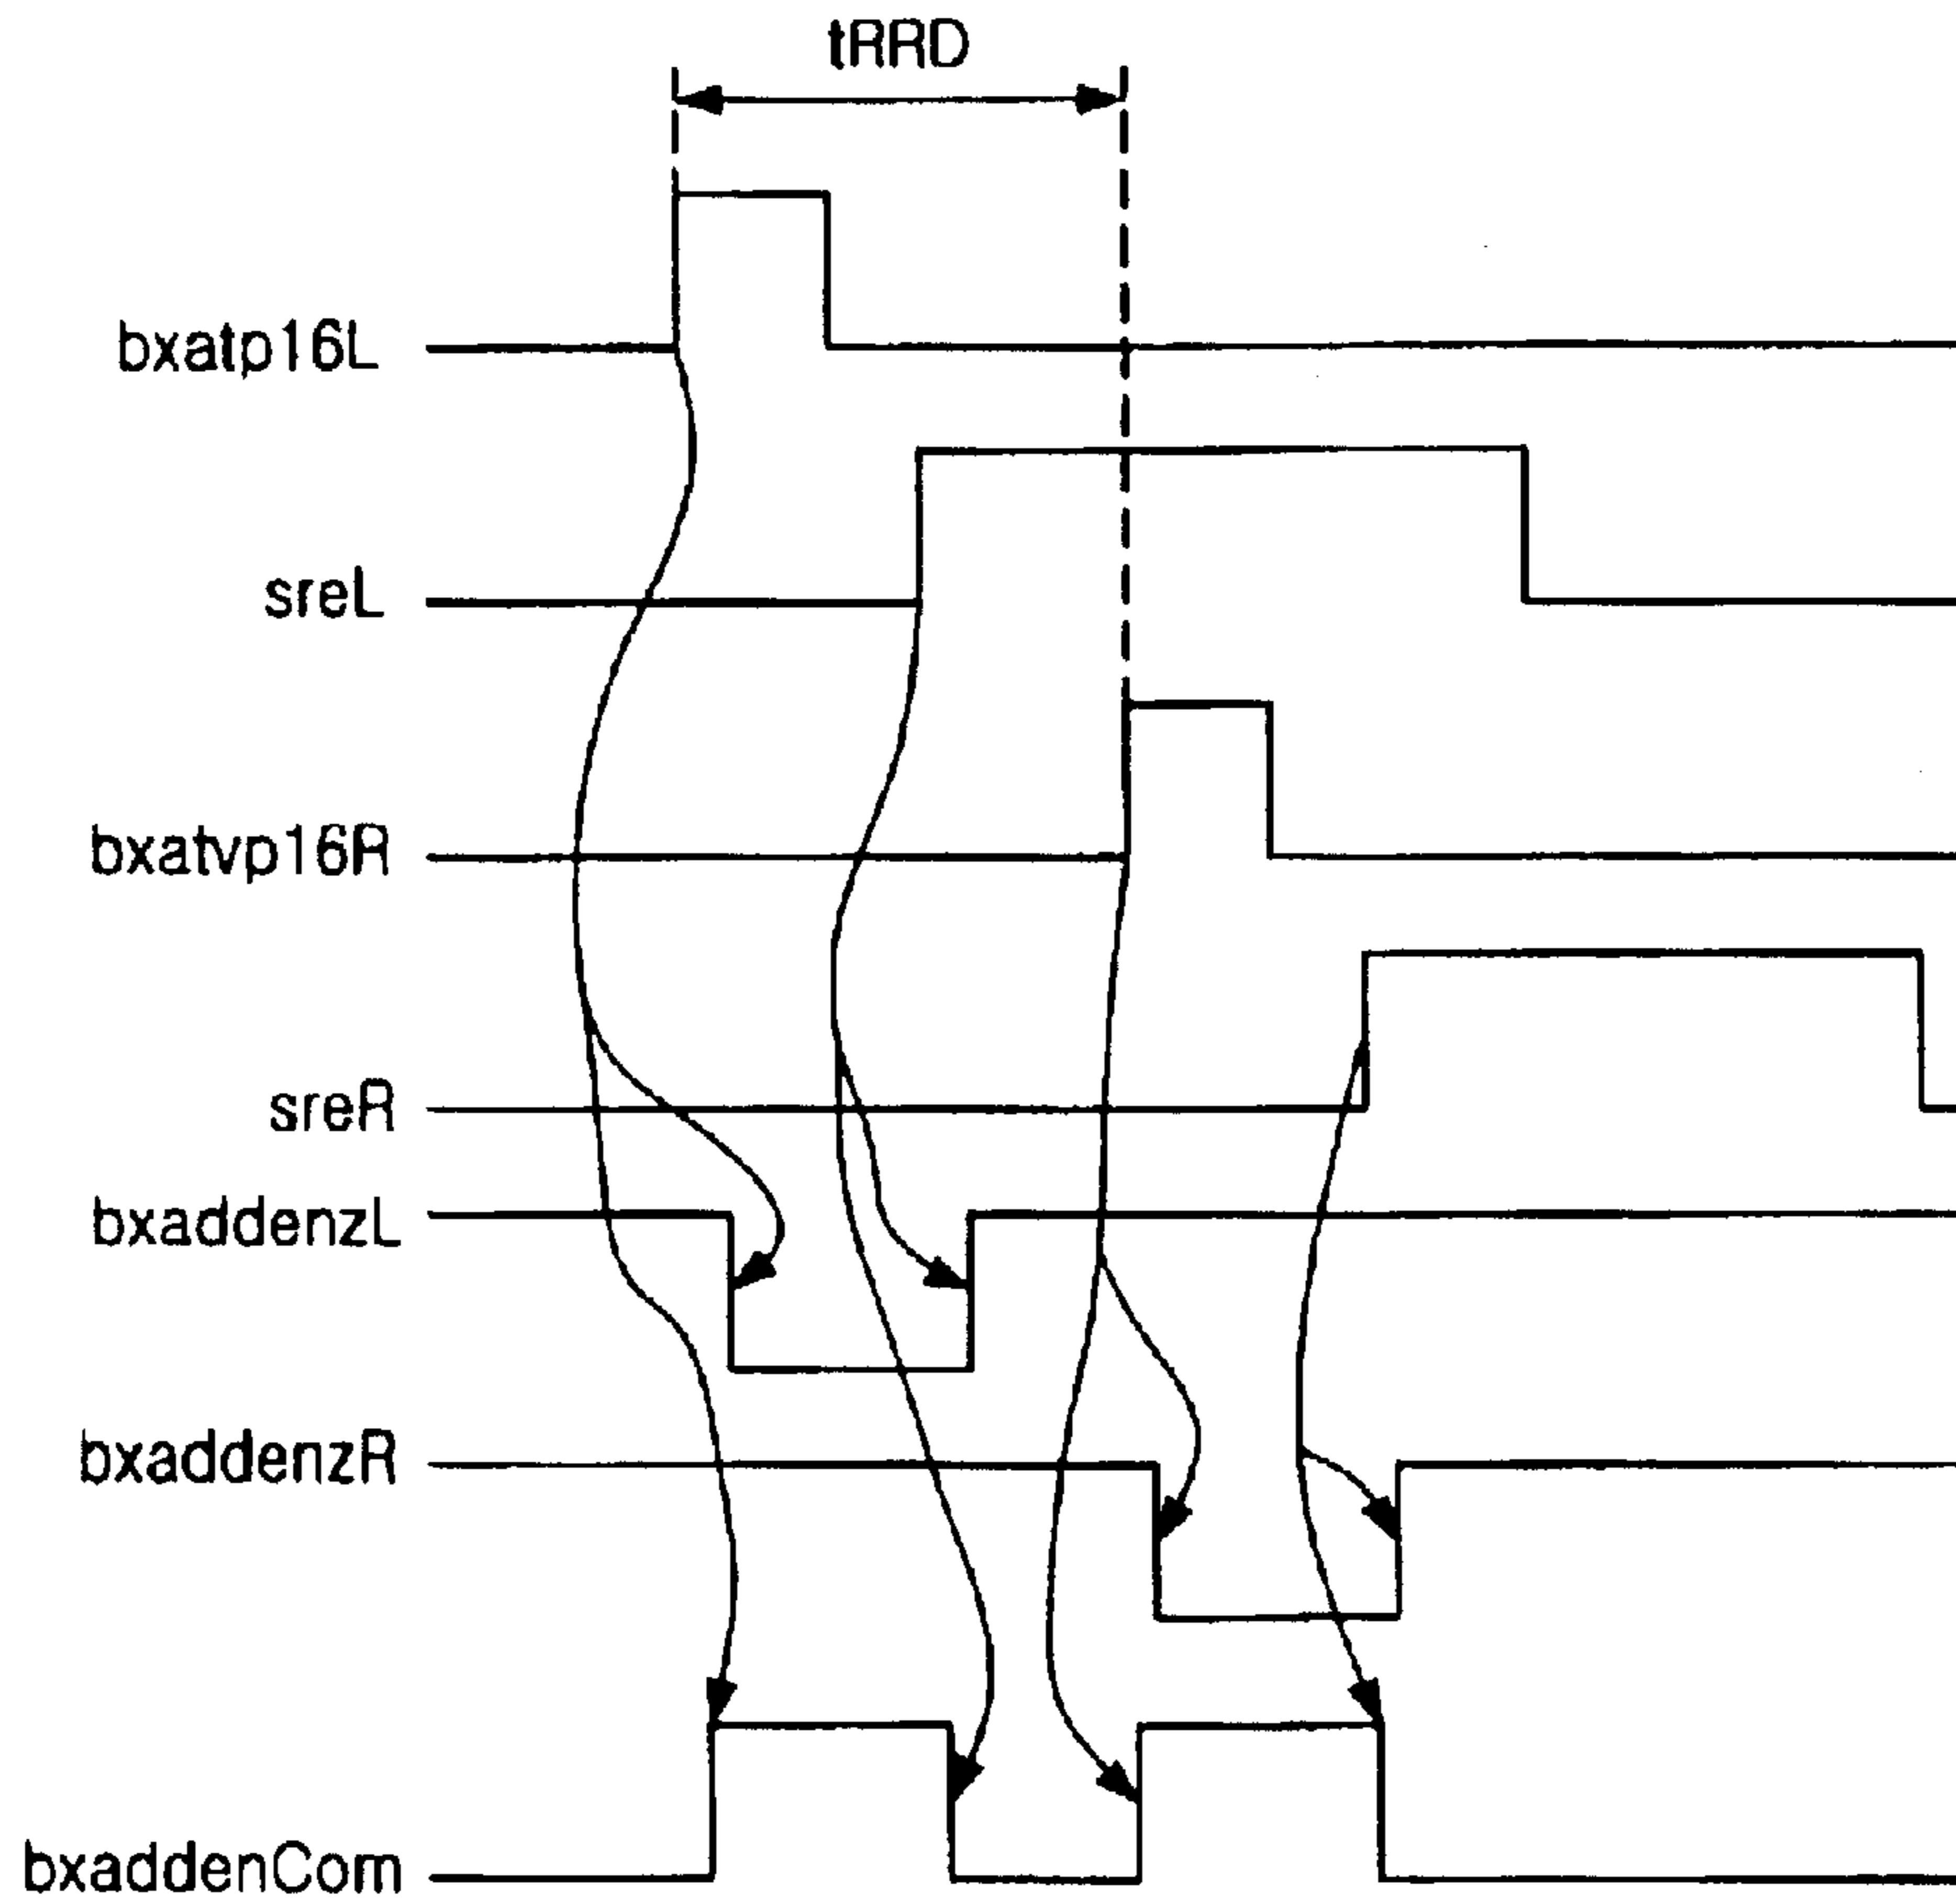 tRRD
bxatp16L
sreL
bxatvp16R
sreR
bxaddenzL
bxaddenzR
bxaddenCom